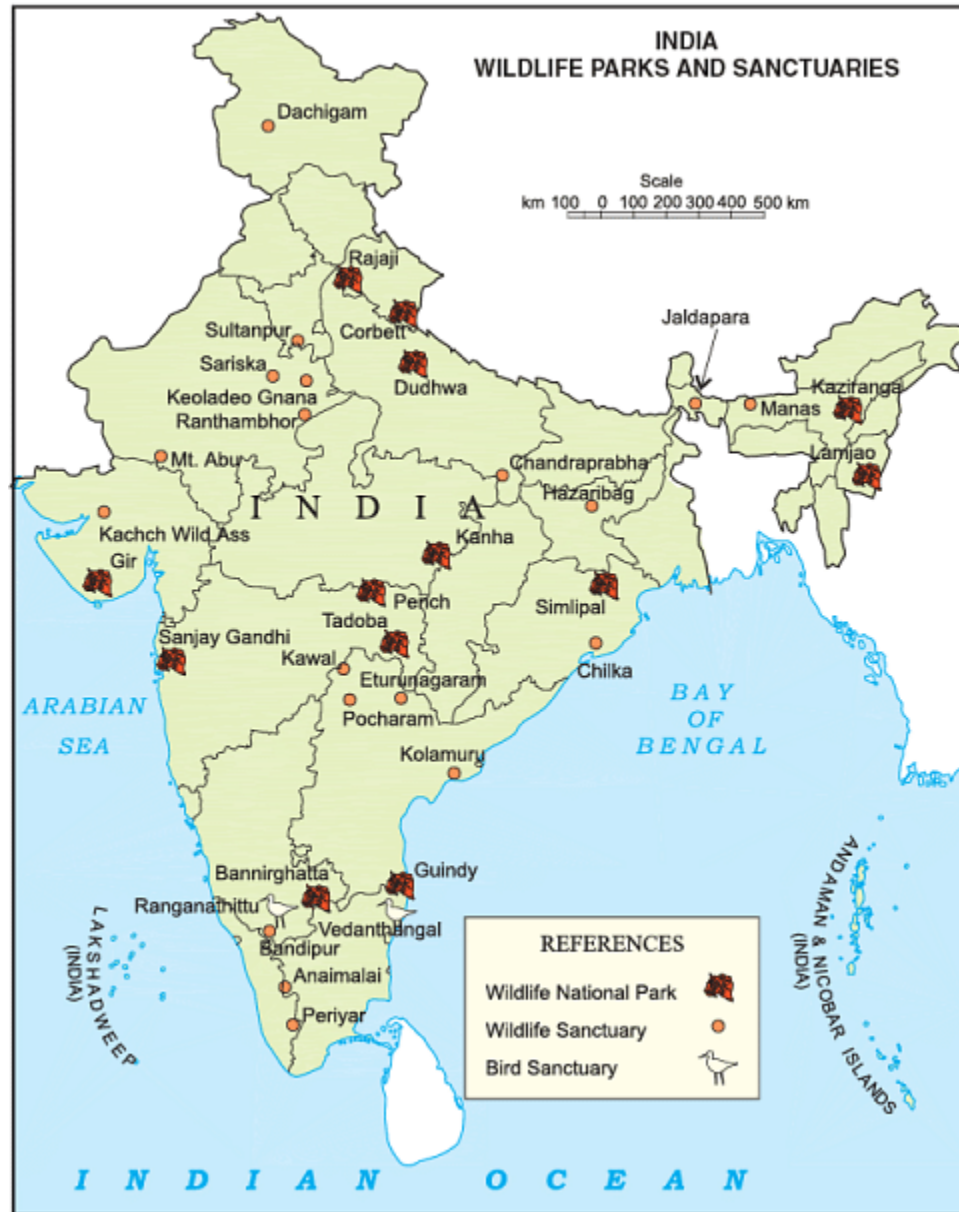 INDIA
WILDLIFE PARKS AND SANCTUARIES
Dachigam
Scale
km 100 0 100 200 300 400 500 km
Rajaji
Jaldapara
Sultanpur
Corbett
Sariska
Dudhwa
Kaziranga
Keoladeo Gnana
Manas
Ranthambhor
Lamjao
Mt. Abu
Chandraprabha
Hazaribag
I N D I A
Kachch Wild Ass
Kanha
Gir
Pench
Simlipal
Tadoba
Sanjay Gandhi
Kawal
Chilka
Eturunagaram
ARABIAN
SEA
Pocharam
BAY
OF
BENGAL
Kolamuru
Bannirghatta
Guindy
Ranganathittu
Vedanthangal
Bandipur
Anaimalai
Periyar
LAKSHADWEEP
(INDIA)
ANDAMAN & NICOBAR ISLANDS
(INDIA)
REFERENCES
Wildlife National Park
Wildlife Sanctuary
Bird Sanctuary
I N D I A N O C E A N